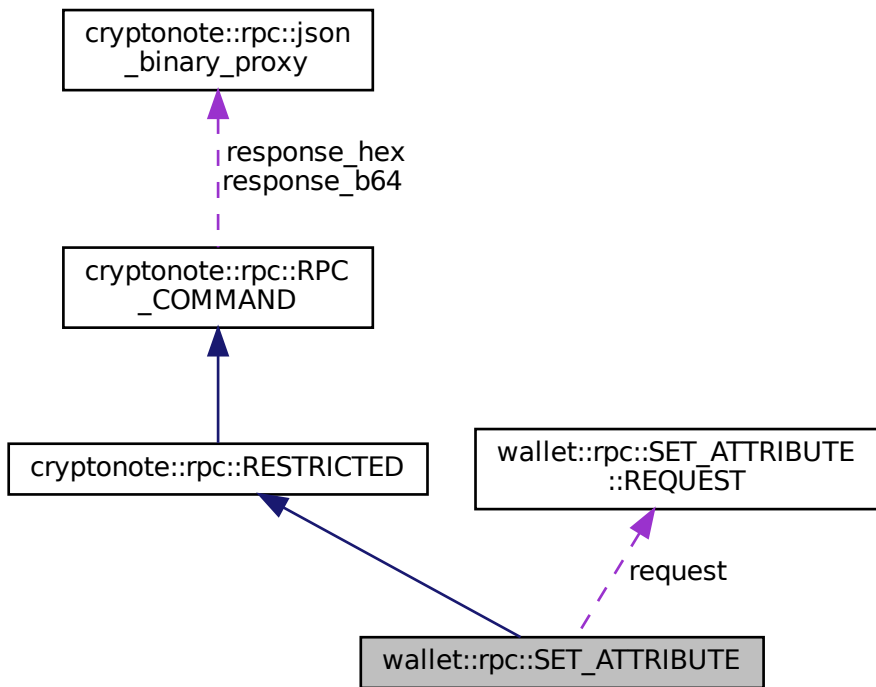 cryptonote::rpc::json
_binary_proxy
response_hex
response_b64
cryptonote::rpc::RPC
_COMMAND
cryptonote::rpc::RESTRICTED
wallet::rpc::SET_ATTRIBUTE
::REQUEST
request
wallet::rpc::SET_ATTRIBUTE